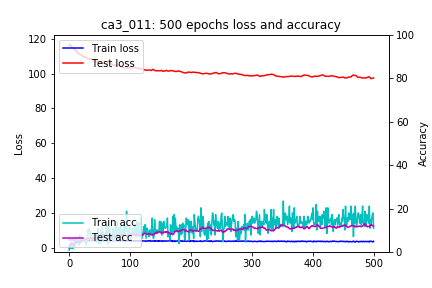 ca3_011: 500 epochs loss and accuracy
120
100
80
60
40
20
0
Loss
Train loss
Test loss
Train acc
Test acc
100
80
60
40
20
0
Accuracy
0 100 200 300 400 500